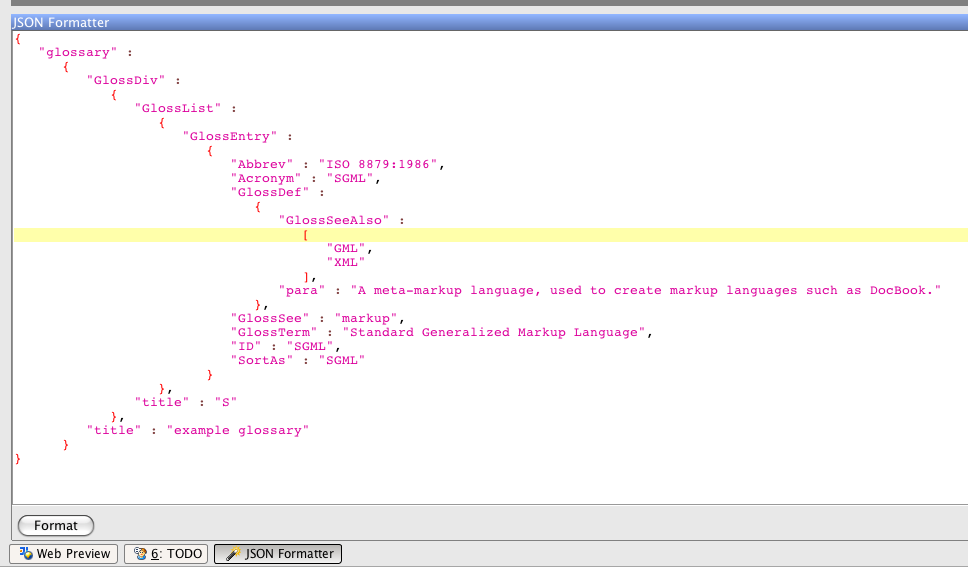 JSON Formatter
{
"glossary" :
{
"GlossDiv" :
{
"GlossList" :
{
"GlossEntry" :
{
"Abbrev" : "ISO 8879:1986",
"Acronym" : "SGML",
"GlossDef" :
{
"GlossSeeAlso" :
[
"GML",
"XML"
],
"para" : "A meta-markup language, used to create markup languages such as DocBook."
},
"GlossSee" : "markup",
"GlossTerm" : "Standard Generalized Markup Language",
"ID" : "SGML",
"SortAs" : "SGML"
}
},
"title" : "S"
},
"title" : "example glossary"
}
}
Format
Web Preview 6: TODO JSON Formatter